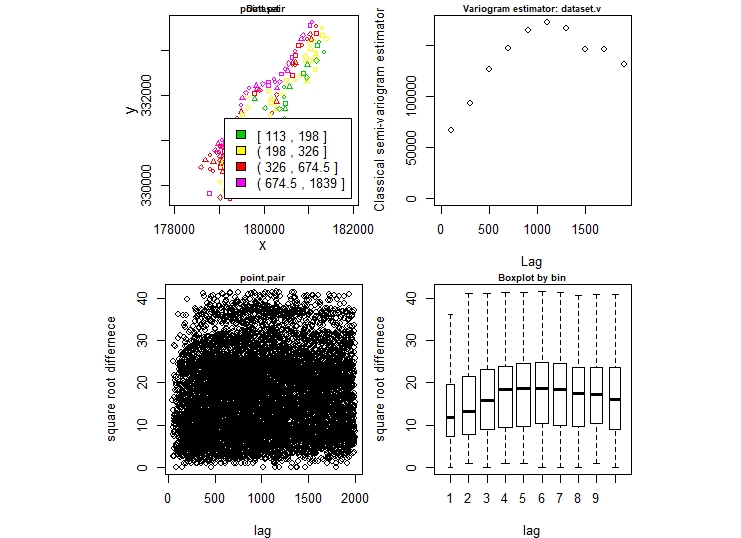 point.pair Dataset
y
332000
330000
[ 113 , 198 ]
( 198 , 326 ]
( 326 , 674.5 ]
( 674.5 , 1839 ]
178000 180000 182000
x
Variogram estimator: dataset.v
Classical semi-variogram estimator
100000
50000
0
0 500 1000 1500
Lag
point.pair
square root differnece
40
30
20
10
0
0 500 1000 1500 2000
lag
Boxplot by bin
square root differnece
40
30
20
10
0
1 2 3 4 5 6 7 8 9
lag